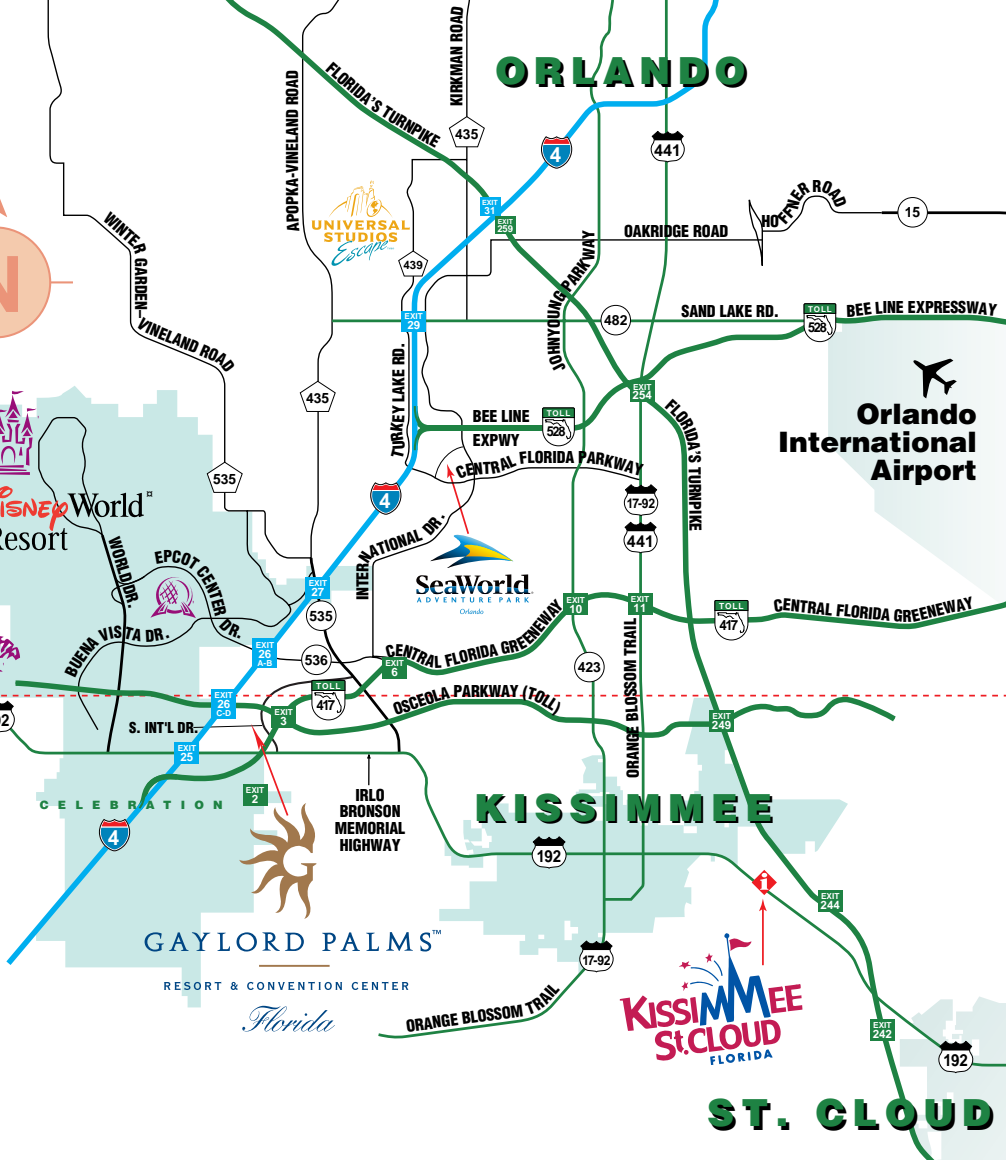 ORLANDO
KIRKMAN ROAD
FLORIDA'S TURNPIKE
APOPKA-VINELAND ROAD
435
4
441
EXIT
31
EXIT
259
UNIVERSAL
STUDIOS
Escape
HOFFNER ROAD
15
OAKRIDGE ROAD
WINTER GARDEN-VINELAND ROAD
N
439
JOHNYOUNG PARKWAY
EXIT
29
482
SAND LAKE RD.
TOLL
528
BEE LINE EXPRESSWAY
TURKEY LAKE RD.
435
EXIT
254
Orlando
International
Airport
BEE LINE
EXPWY
TOLL
528
FLORIDA'S TURNPIKE
CENTRAL FLORIDA PARKWAY
535
4
17-92
441
DISNEY World
Resort
INTERNATIONAL DR.
SeaWorld
ADVENTURE PARK
Orlando
WORLD DR.
EPCOT CENTER DR.
EXIT
27
535
EXIT
10
EXIT
11
TOLL
417
CENTRAL FLORIDA GREENEWAY
BUENA VISTA DR.
EXIT
26
A-B
536
CENTRAL FLORIDA GREENEWAY
EXIT
6
423
ORANGE BLOSSOM TRAIL
EXIT
26
C-D
TOLL
417
OSCEOLA PARKWAY (TOLL)
EXIT
3
EXIT
249
S. INT'L DR.
EXIT
25
CELEBRATION
EXIT
2
IRLO
BRONSON
MEMORIAL
HIGHWAY
KISSIMMEE
4
G
192
i
EXIT
244
GAYLORD PALMS™
RESORT & CONVENTION CENTER
Florida
17-92
ORANGE BLOSSOM TRAIL
KISSIMMEE
St.CLOUD
FLORIDA
EXIT
242
192
ST. CLOUD